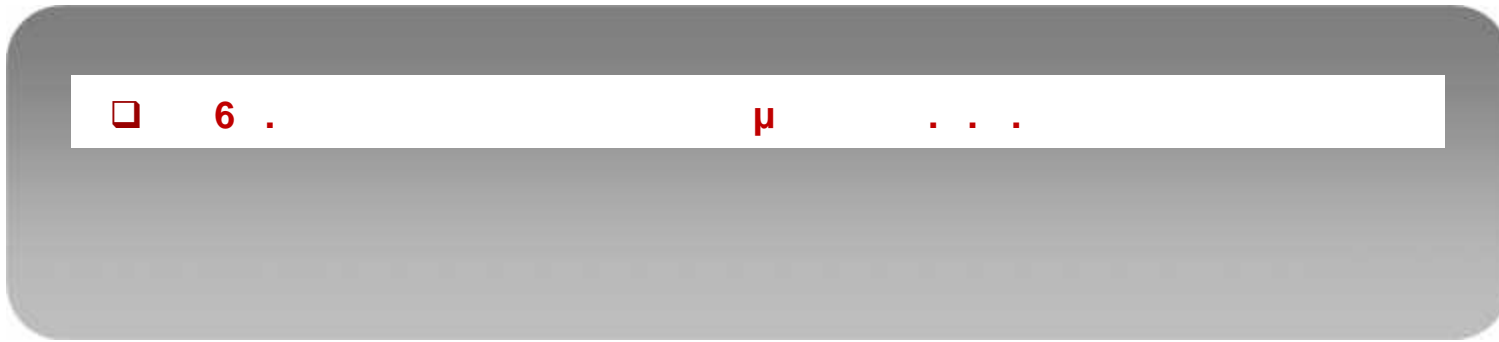 ❑ 6 . µ . . .